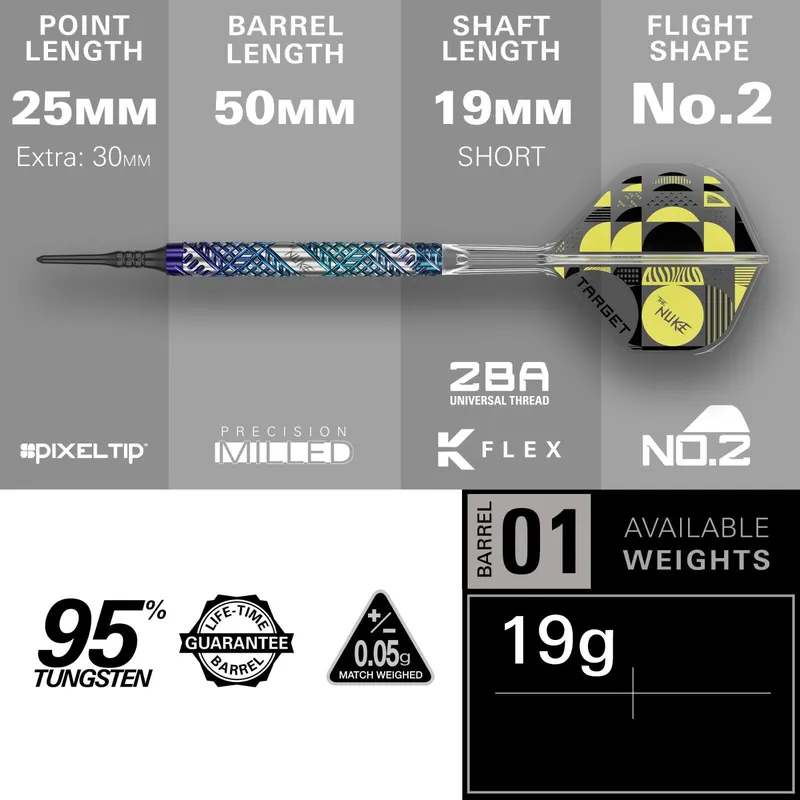 POINT
LENGTH
25MM
Extra: 30MM
BARREL
LENGTH
50MM
SHAFT
LENGTH
19MM
SHORT
FLIGHT
SHAPE
No.2
NUKE
TARGET
THE
NUKE
PIXELTIP
PRECISION
MILLED
2BA
UNIVERSAL THREAD
K FLEX
NO.2
95%
TUNGSTEN
LIFE-TIME
GUARANTEE
BARREL
+/-
0.05g
MATCH WEIGHED
BARREL
01
AVAILABLE
WEIGHTS
19g